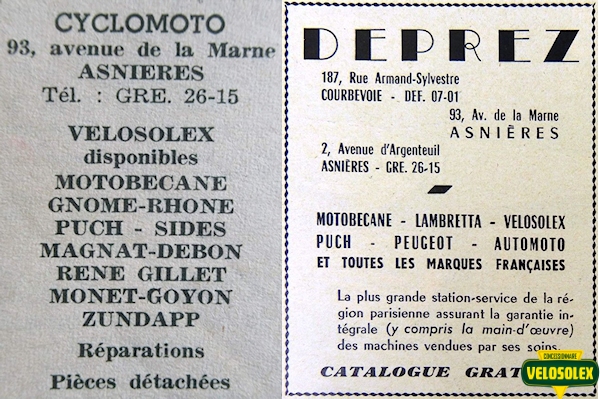 CYCLOMOTO
93, avenue de la Marne
ASNIERES
Tél. : GRE. 26-15
VELOSOLEX
disponibles
MOTOBECANE
GNOME-RHONE
PUCH - SIDES
MAGNAT-DEBON
RENE GILLET
MONET-GOYON
ZUNDAPP
Réparations
Pièces détachées
DEPREZ
187, Rue Armand-Sylvestre
COURBEVOIE - DEF. 07-01
93, Av. de la Marne
ASNIÈRES
2, Avenue d'Argenteuil
ASNIÈRES - GRE. 26-15
MOTOBECANE - LAMBRETTA - VELOSOLEX
PUCH - PEUGEOT - AUTOMOTO
ET TOUTES LES MARQUES FRANÇAISES
La plus grande station-service de la ré-
gion parisienne assurant la garantie in-
tégrale (y compris la main-d'œuvre)
des machines vendues par ses soins.
CATALOGUE GRAT
CONCESSIONNAIRE
VELOSOLEX